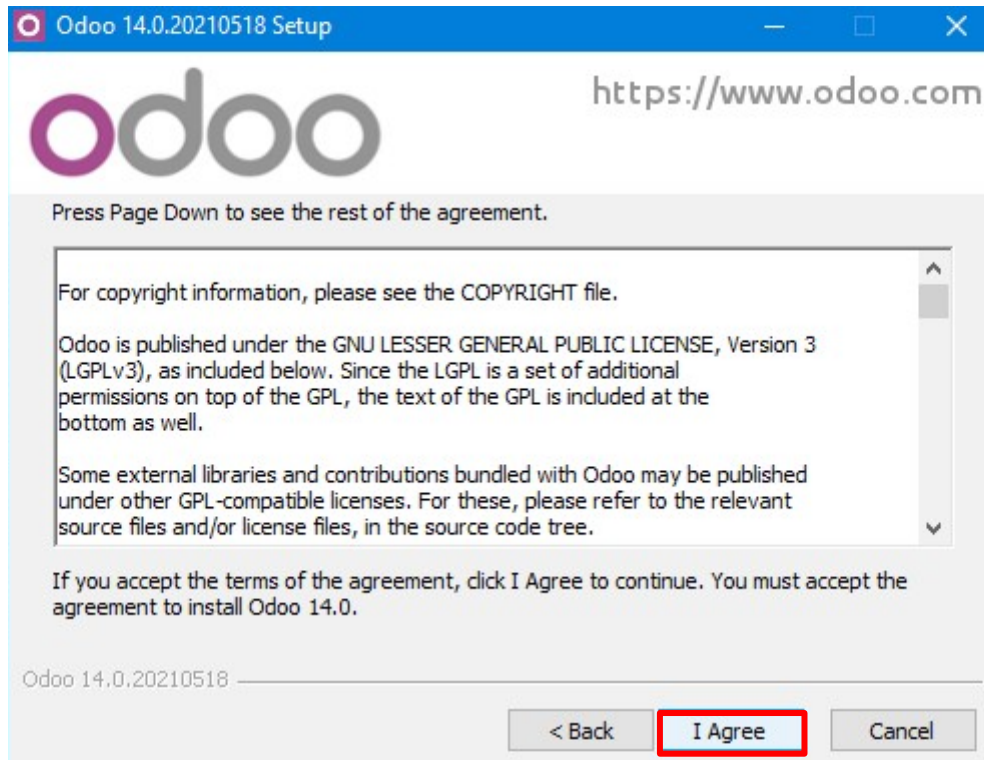 Odoo 14.0.20210518 Setup
odoo
https://www.odoo.com
Press Page Down to see the rest of the agreement.
For copyright information, please see the COPYRIGHT file.
Odoo is published under the GNU LESSER GENERAL PUBLIC LICENSE, Version 3
(LGPLv3), as included below. Since the LGPL is a set of additional
permissions on top of the GPL, the text of the GPL is included at the
bottom as well.
Some external libraries and contributions bundled with Odoo may be published
under other GPL-compatible licenses. For these, please refer to the relevant
source files and/or license files, in the source code tree.
If you accept the terms of the agreement, click I Agree to continue. You must accept the
agreement to install Odoo 14.0.
Odoo 14.0.20210518
< Back I Agree Cancel